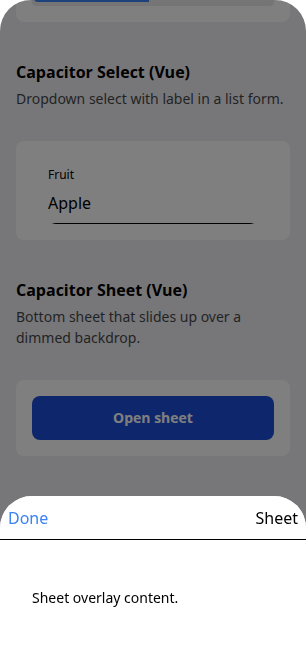 Capacitor Select (Vue)
Dropdown select with label in a list form.
Fruit
Apple
Capacitor Sheet (Vue)
Bottom sheet that slides up over a
dimmed backdrop.
Open sheet
Done
Sheet
Sheet overlay content.